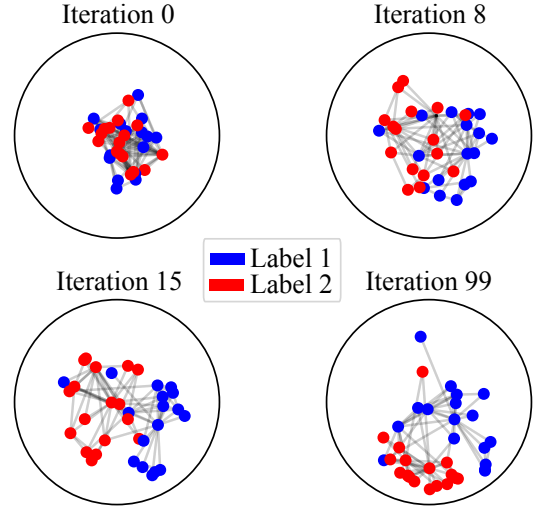 Iteration 0
Iteration 8
Label 1
Label 2
Iteration 15
Iteration 99